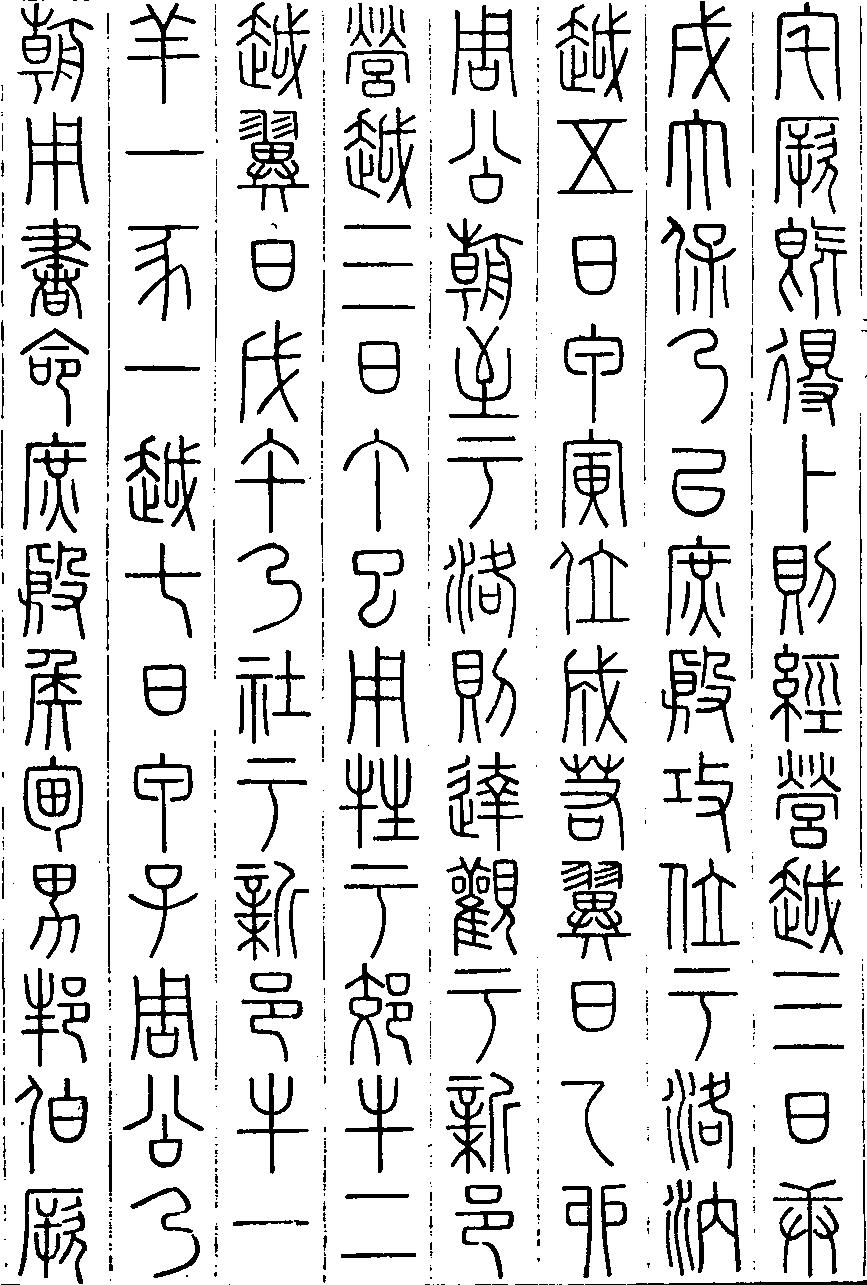 宅厥既得卜則經營越三日庚
戌大保乃以庶殷攻位于洛汭
越五日甲寅位成若翼日乙卯
周公朝至于洛則達觀于新邑
營越三日丁巳用牲于郊牛二
越翼日戊午乃社于新邑牛一
羊一豕一越七日甲子周公乃
朝用書命庶殷侯甸男邦伯厥